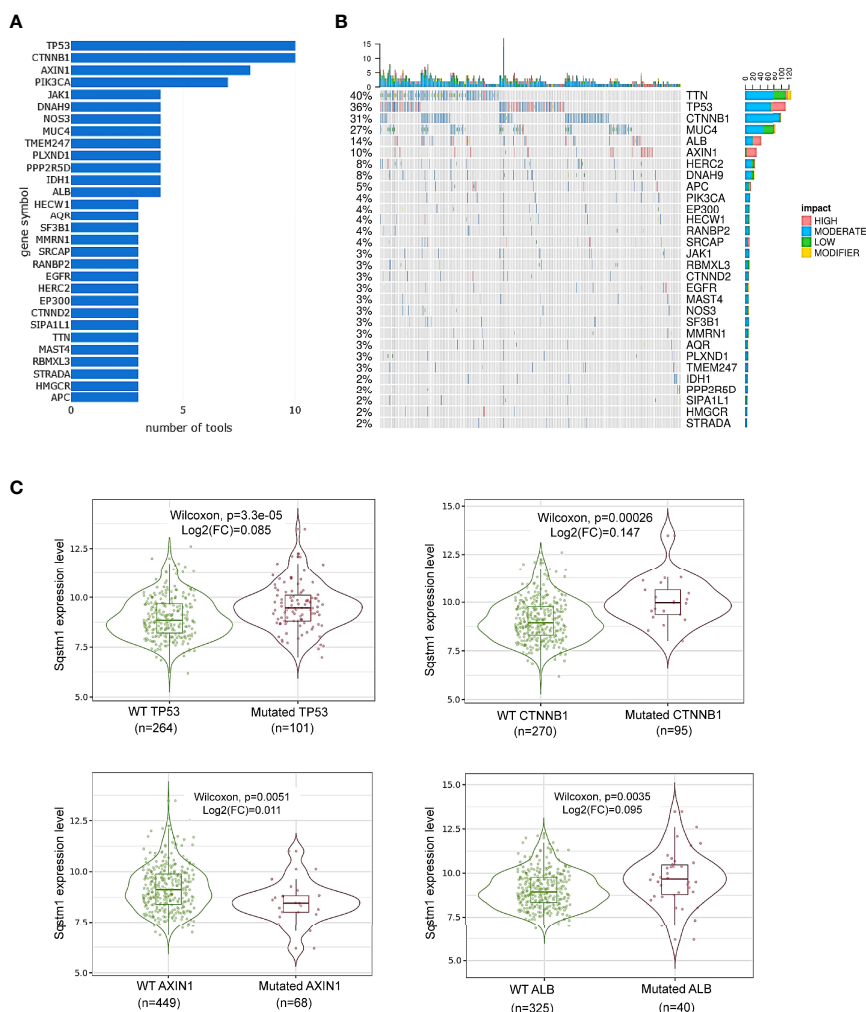 A
TP53
CTNNB1
AXIN1
PIK3CA
JAK1
DNAH9
NOS3
MUC4
TMEM247
PLXND1
PPP2R5D
IDH1
ALB
HECW1
AQR
SF3B1
MMRN1
SRCAP
RANBP2
EGFR
HERC2
EP300
CTNND2
SIPA1L1
TTN
MAST4
RBMXL3
STRADA
HMGCR
APC
gene symbol
0 5 10
number of tools
B
15
10
5
0
0 20 40 60 80 100 120
40% TTN
36% TP53
31% CTNNB1
27% MUC4
14% ALB
10% AXIN1
8% HERC2
8% DNAH9
5% APC
4% PIK3CA
4% EP300
4% HECW1
4% RANBP2
4% SRCAP
3% JAK1
3% RBMXL3
3% CTNND2
3% EGFR
3% MAST4
3% NOS3
3% SF3B1
3% MMRN1
3% AQR
3% PLXND1
3% TMEM247
2% IDH1
2% PPP2R5D
2% SIPA1L1
2% HMGCR
2% STRADA
impact
HIGH
MODERATE
LOW
MODIFIER
C
Wilcoxon, p=3.3e-05
Log2(FC)=0.085
Sqstm1 expression level
12.5
10.0
7.5
5.0
WT TP53 Mutated TP53
(n=264) (n=101)
Wilcoxon, p=0.00026
Log2(FC)=0.147
Sqstm1 expression level
15.0
12.5
10.0
7.5
5.0
WT CTNNB1 Mutated CTNNB1
(n=270) (n=95)
Wilcoxon, p=0.0051
Log2(FC)=0.011
Sqstm1 expression level
12.5
10.0
7.5
5.0
WT AXIN1 Mutated AXIN1
(n=449) (n=68)
Wilcoxon, p=0.0035
Log2(FC)=0.095
Sqstm1 expression level
15.0
12.5
10.0
7.5
5.0
WT ALB Mutated ALB
(n=325) (n=40)